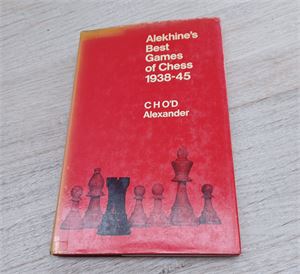 Alekhine's
Best
Games
of Chess
1938-45
C H O'D
Alexander